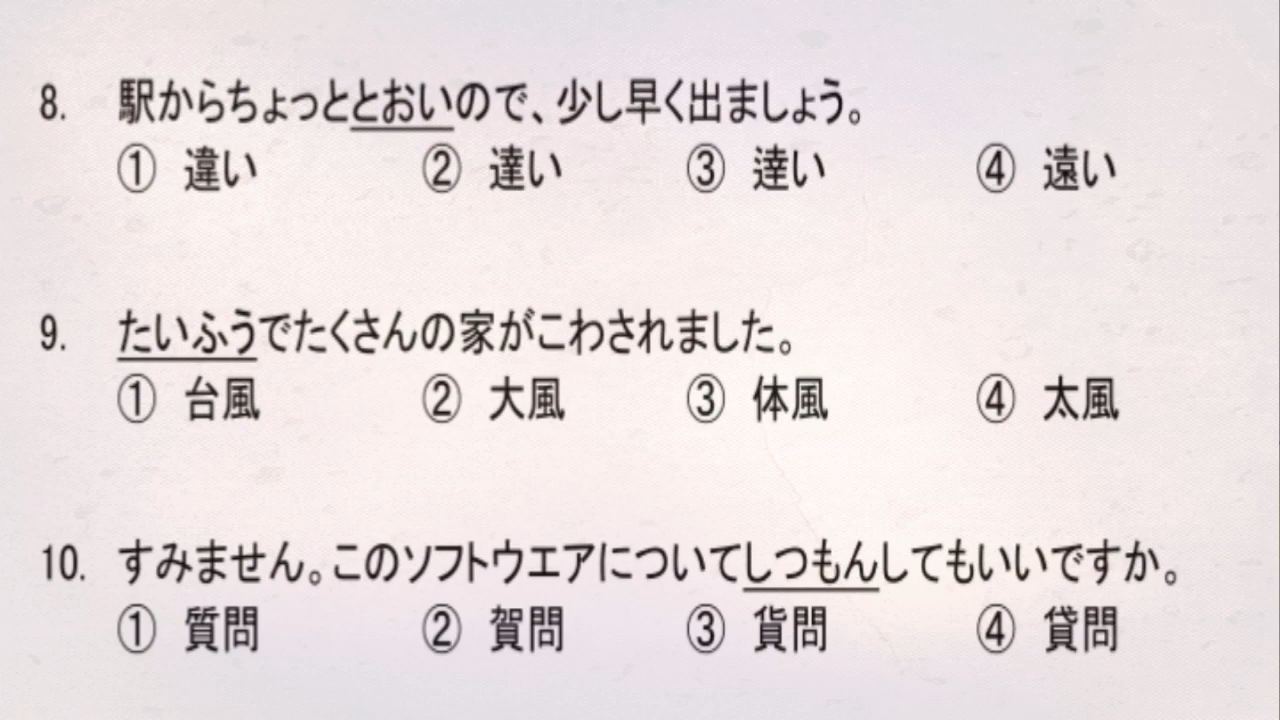 8. 駅からちょっととおいので、少し早く出ましょう。
① 違い ② 達い ③ 達い ④ 遠い
9. たいふうでたくさんの家がこわされました。
① 台風 ② 大風 ③ 体風 ④ 太風
10. すみません。このソフトウエアについてしつもんしてもいいですか。
① 質問 ② 賀問 ③ 貨問 ④ 貸問